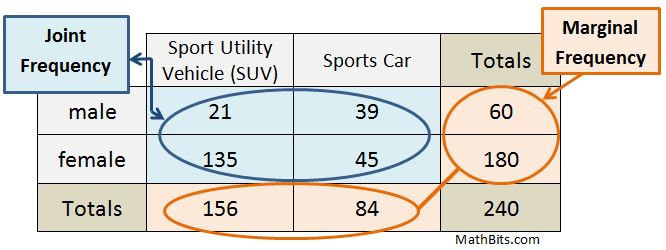 Joint
Frequency
Sport Utility
Vehicle (SUV)
Sports Car
Totals
Marginal
Frequency
male 21 39 60
female 135 45 180
Totals 156 84 240
MathBits.com